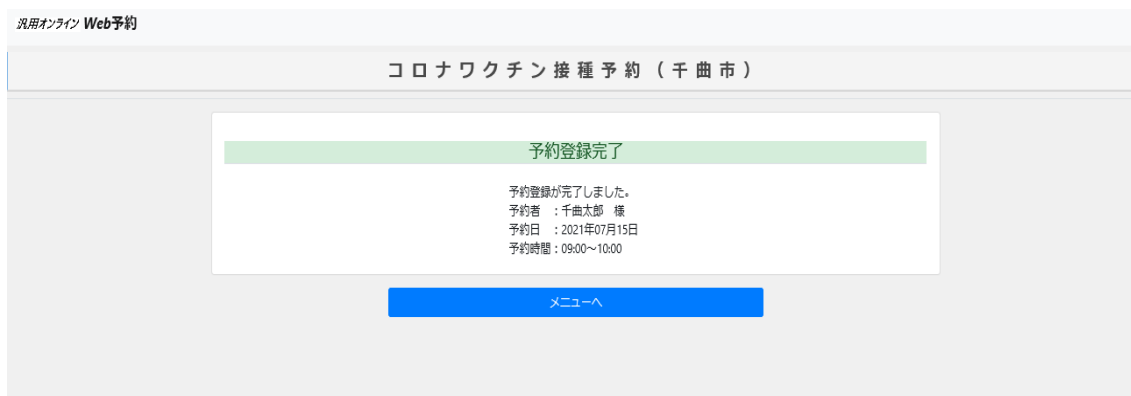 汎用オンライン Web予約
コロナワクチン接種予約（千曲市）
予約登録完了
予約登録が完了しました。
予約者　：千曲太郎　様
予約日　：2021年07月15日
予約時間：09:00～10:00
メニューへ